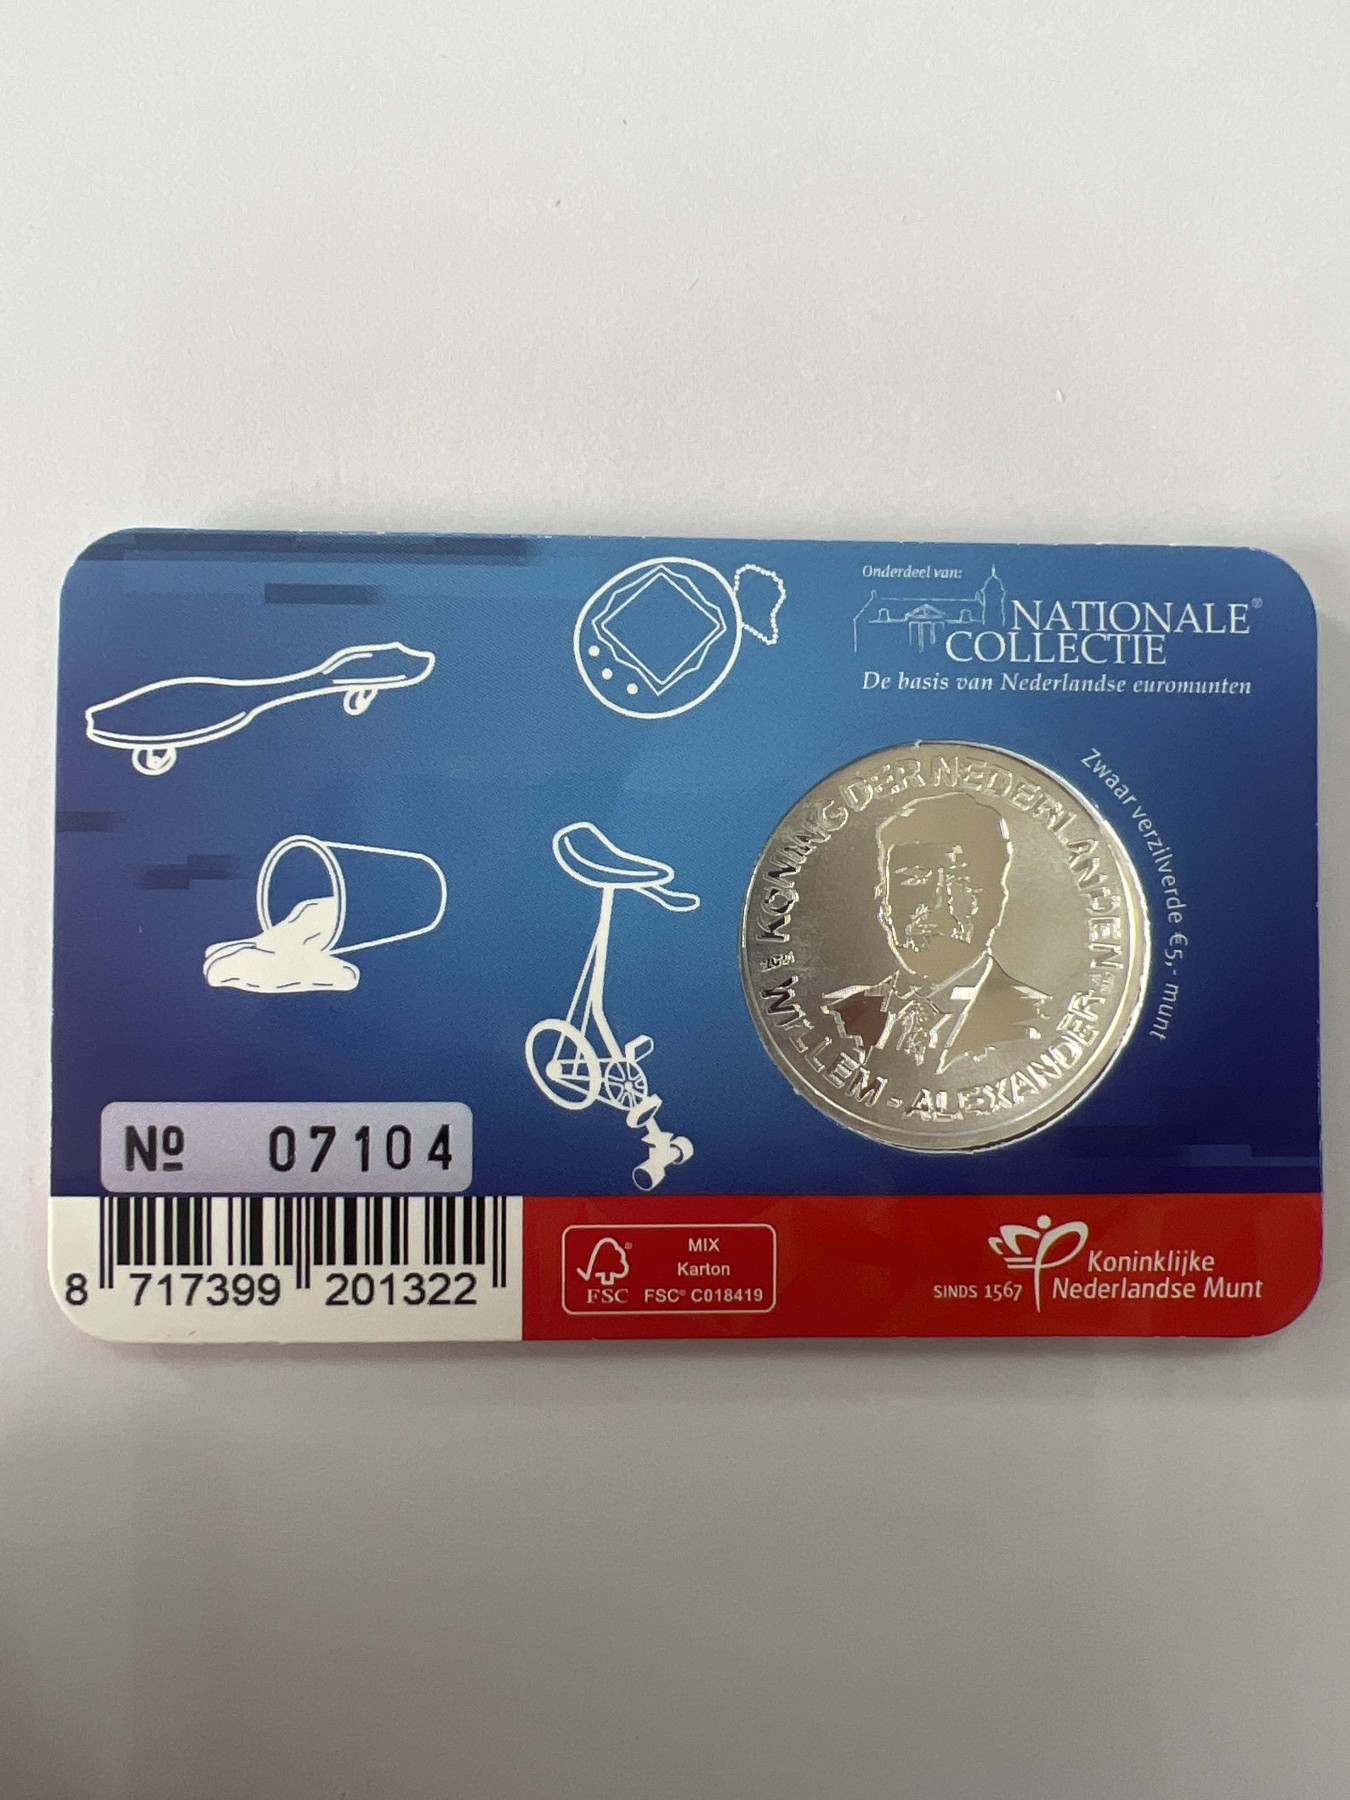 Onderdeel van:
NATIONALE®
COLLECTIE
De basis van Nederlandse euromunten
Zwaar verzilverde €5,- munt
WILLEM - ALEXANDER KONING DER NEDERLANDEN
Nº 07104
8 717399 201322
FSC®
MIX
Karton
FSC® C018419
SINDS 1567
Koninklijke
Nederlandse Munt